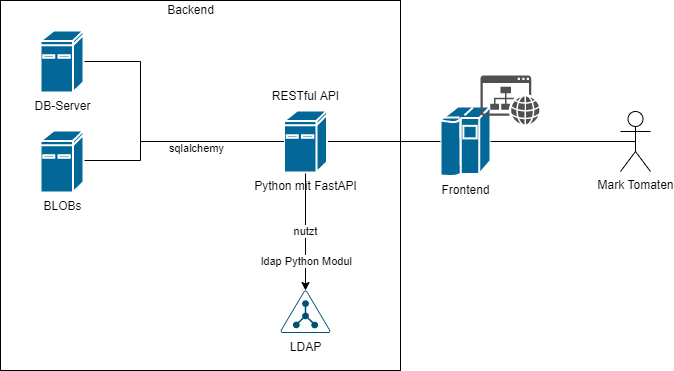 Backend
DB-Server
RESTful API
sqlalchemy
BLOBs
Python mit FastAPI
Frontend
Mark Tomaten
nutzt
ldap Python Modul
LDAP